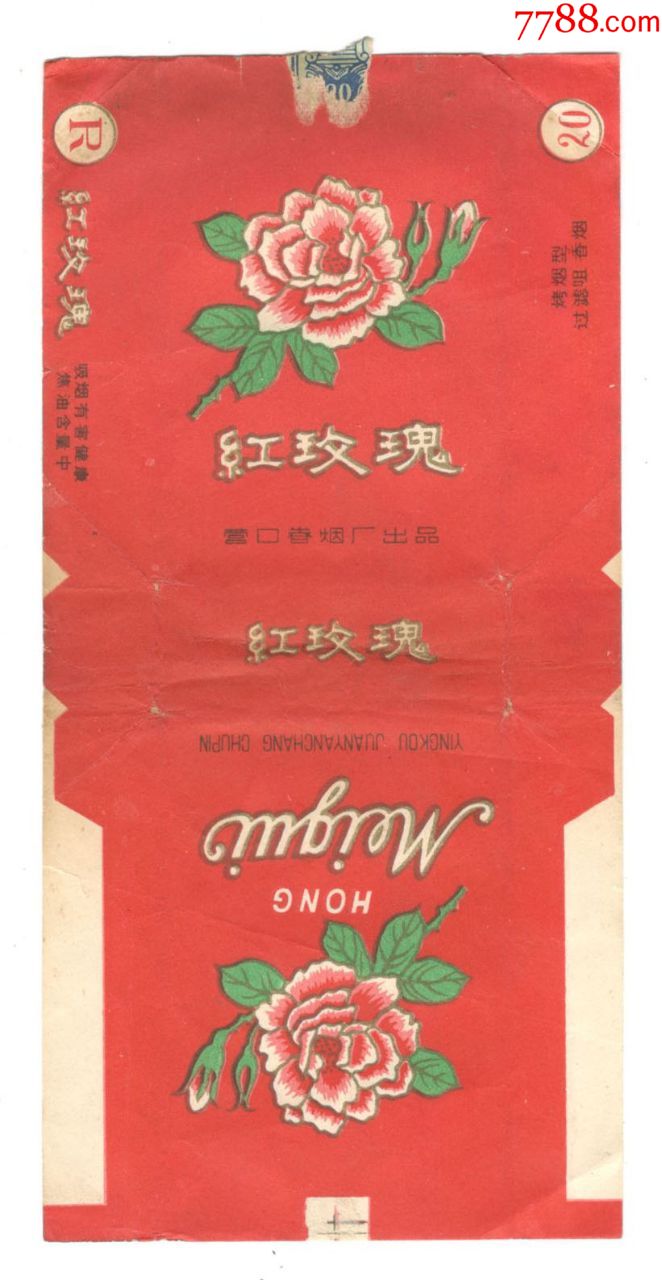 7788.com
20
R
20
紅玫瑰
吸烟有害健康
焦油含量中
烤烟型
过滤咀香烟
紅玫瑰
营口卷烟厂出品
紅玫瑰
YINGKOU JUANYANCHANG CHUPIN
Meigui
HONG